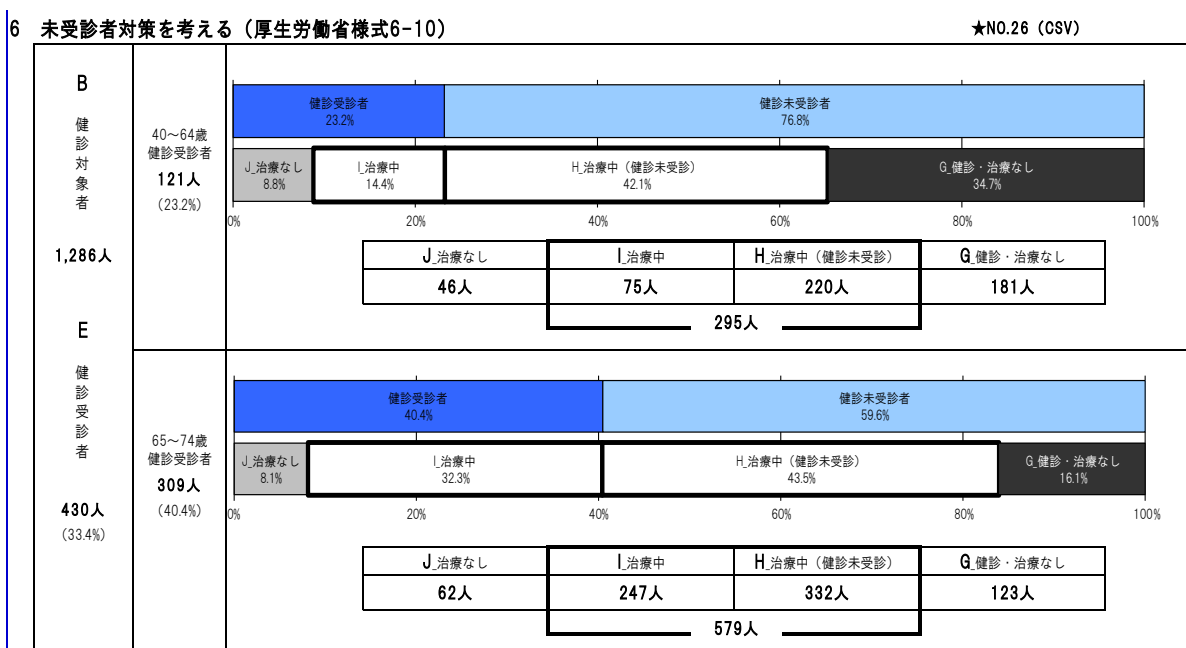 6 未受診者対策を考える（厚生労働省様式6-10）
★NO.26（CSV）
B
健診対象者
1,286人
E
健診受診者
430人
(33.4%)
40～64歳
健診受診者
121人
(23.2%)
健診受診者
23.2%
健診未受診者
76.8%
J_治療なし
8.8%
I_治療中
14.4%
H_治療中（健診未受診）
42.1%
G_健診・治療なし
34.7%
0% 20% 40% 60% 80% 100%
J_治療なし I_治療中 H_治療中（健診未受診） G_健診・治療なし
46人 75人 220人 181人
295人
65～74歳
健診受診者
309人
(40.4%)
健診受診者
40.4%
健診未受診者
59.6%
J_治療なし
8.1%
I_治療中
32.3%
H_治療中（健診未受診）
43.5%
G_健診・治療なし
16.1%
0% 20% 40% 60% 80% 100%
J_治療なし I_治療中 H_治療中（健診未受診） G_健診・治療なし
62人 247人 332人 123人
579人